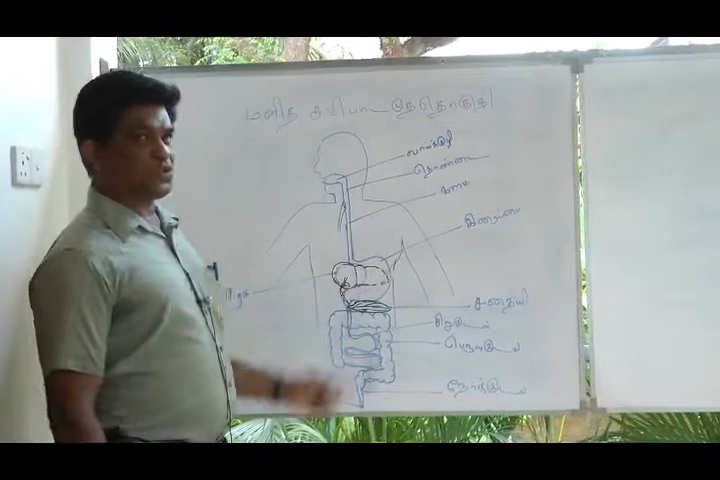 மனித சமிபாட்டுத்தொகுதி
வாய்க்குழி
தொண்டை
களம்
இரைப்பை
சதையி
சிறுகுடல்
பெருங்குடல்
நேர்குடல்